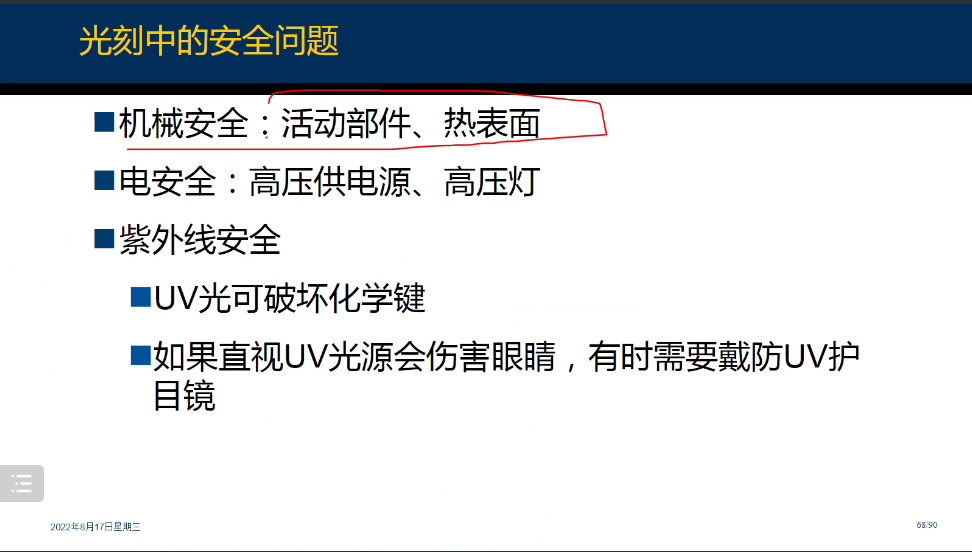 光刻中的安全问题
■机械安全：活动部件、热表面
■电安全：高压供电源、高压灯
■紫外线安全
■UV光可破坏化学键
■如果直视UV光源会伤害眼睛，有时需要戴防UV护
目镜
2022年8月17日星期三
68/90